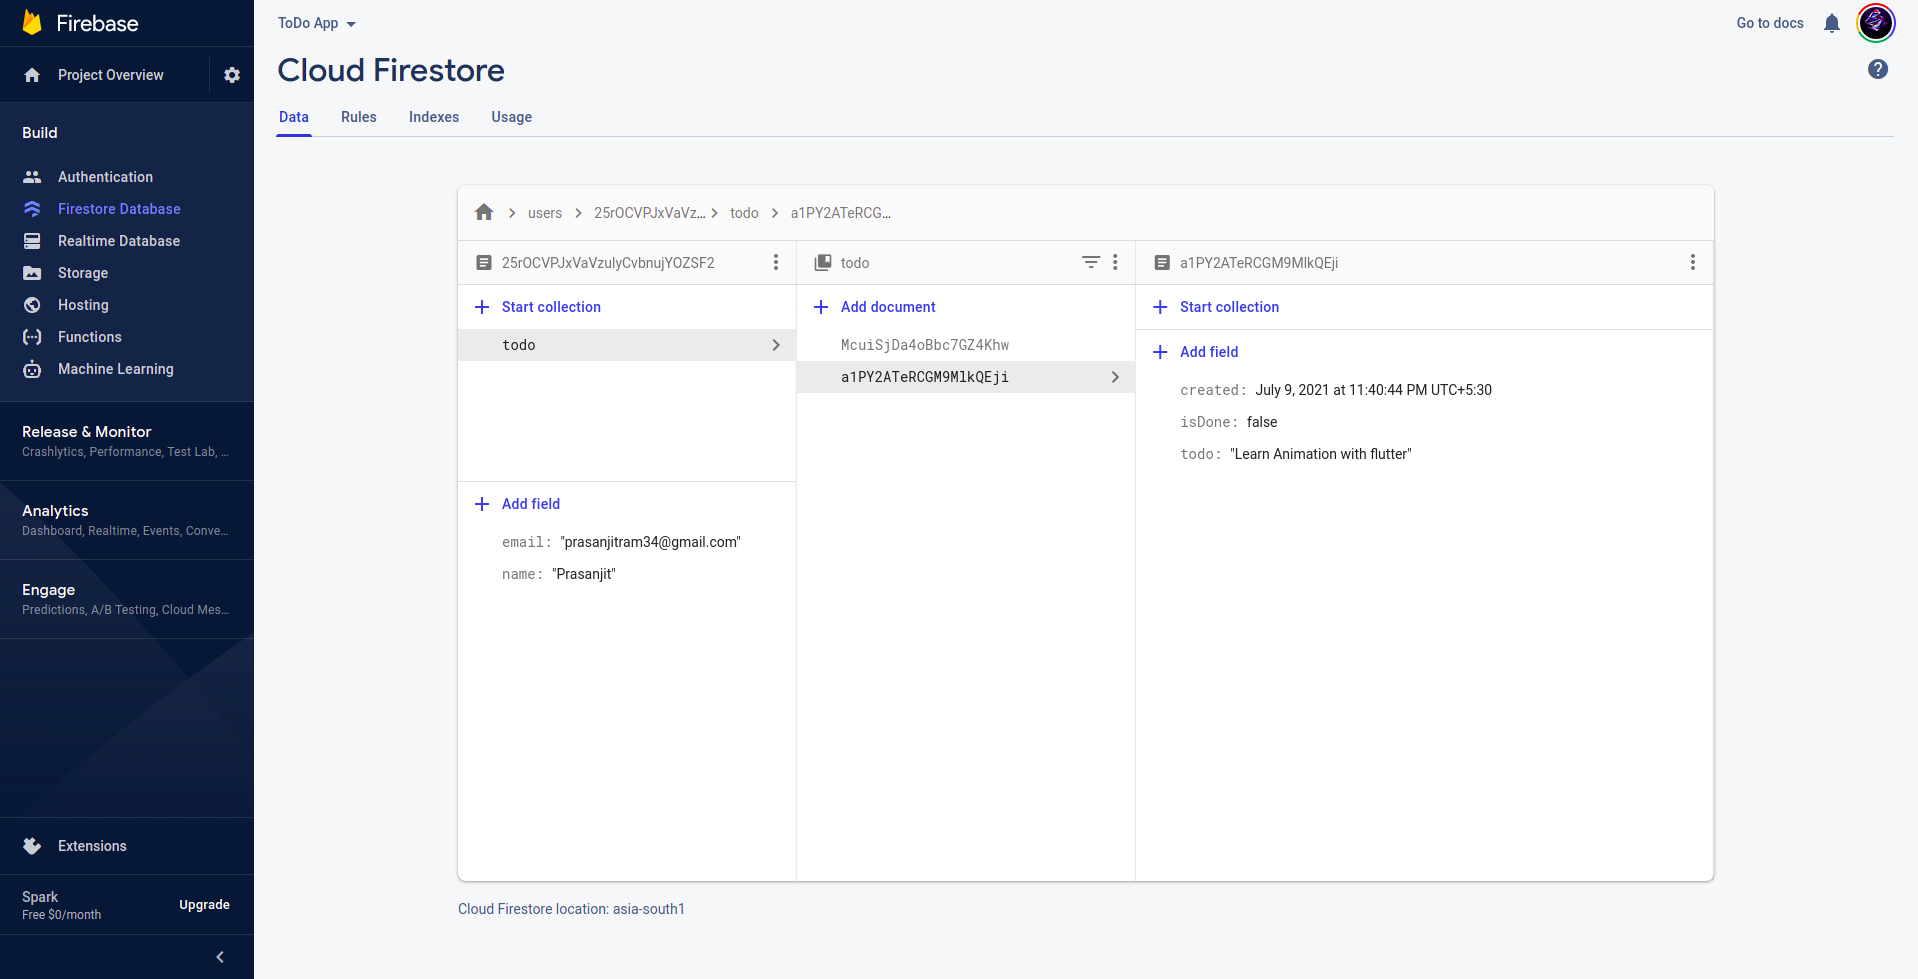 Firebase
Project Overview
Build
Authentication
Firestore Database
Realtime Database
Storage
Hosting
Functions
Machine Learning
Release & Monitor
Crashlytics, Performance, Test Lab, ...
Analytics
Dashboard, Realtime, Events, Conve...
Engage
Predictions, A/B Testing, Cloud Mes...
Extensions
Spark
Free $0/month
Upgrade
ToDo App
Go to docs
Cloud Firestore
Data Rules Indexes Usage
users 25rOCVPJxVaVz... todo a1PY2ATeRCG...
25rOCVPJxVaVzulyCvbnujYOZSF2
Start collection
todo
Add field
email: "prasanjitram34@gmail.com"
name: "Prasanjit"
todo
Add document
McuiSjDa4oBbc7GZ4Khw
a1PY2ATeRCGM9MlkQEji
a1PY2ATeRCGM9MlkQEji
Start collection
Add field
created: July 9, 2021 at 11:40:44 PM UTC+5:30
isDone: false
todo: "Learn Animation with flutter"
Cloud Firestore location: asia-south1